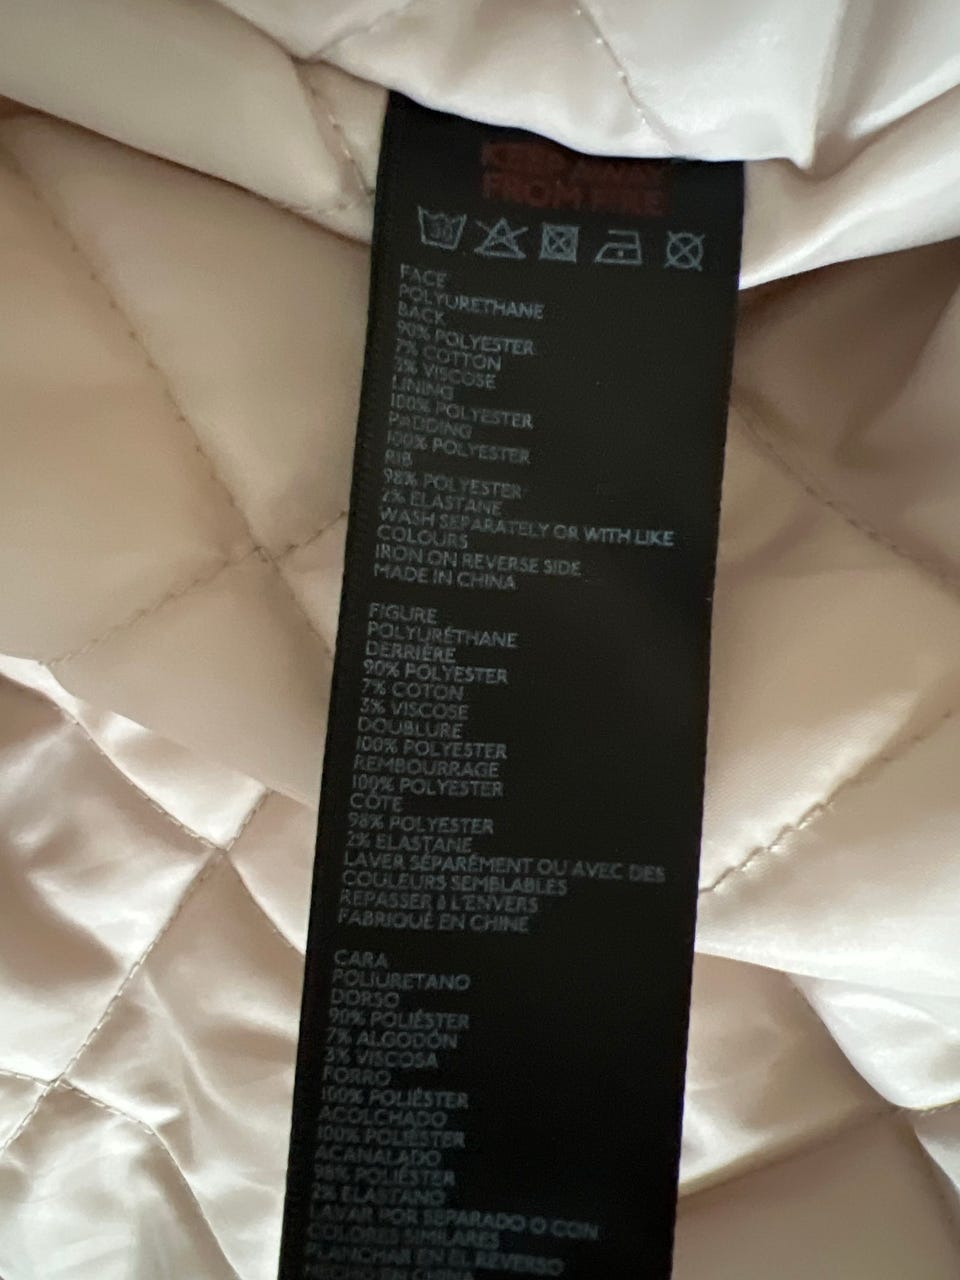 KEEP AWAY
FROM FIRE
30
FACE
POLYURETHANE
BACK
90% POLYESTER
7% COTTON
3% VISCOSE
LINING
100% POLYESTER
PADDING
100% POLYESTER
RIB
98% POLYESTER
2% ELASTANE
WASH SEPARATELY OR WITH LIKE
COLOURS
IRON ON REVERSE SIDE
MADE IN CHINA
FIGURE
POLYURÉTHANE
DERRIÈRE
90% POLYESTER
7% COTON
3% VISCOSE
DOUBLURE
100% POLYESTER
REMBOURRAGE
100% POLYESTER
CÔTE
98% POLYESTER
2% ELASTANE
LAVER SÉPARÉMENT OU AVEC DES
COULEURS SEMBLABLES
REPASSER À L'ENVERS
FABRIQUÉ EN CHINE
CARA
POLIURETANO
DORSO
90% POLIÉSTER
7% ALGODÓN
3% VISCOSA
FORRO
100% POLIÉSTER
ACOLCHADO
100% POLIÉSTER
ACANALADO
98% POLIÉSTER
2% ELASTANO
LAVAR POR SEPARADO O CON
COLORES SIMILARES
PLANCHAR EN EL REVERSO
HECHO EN CHINA